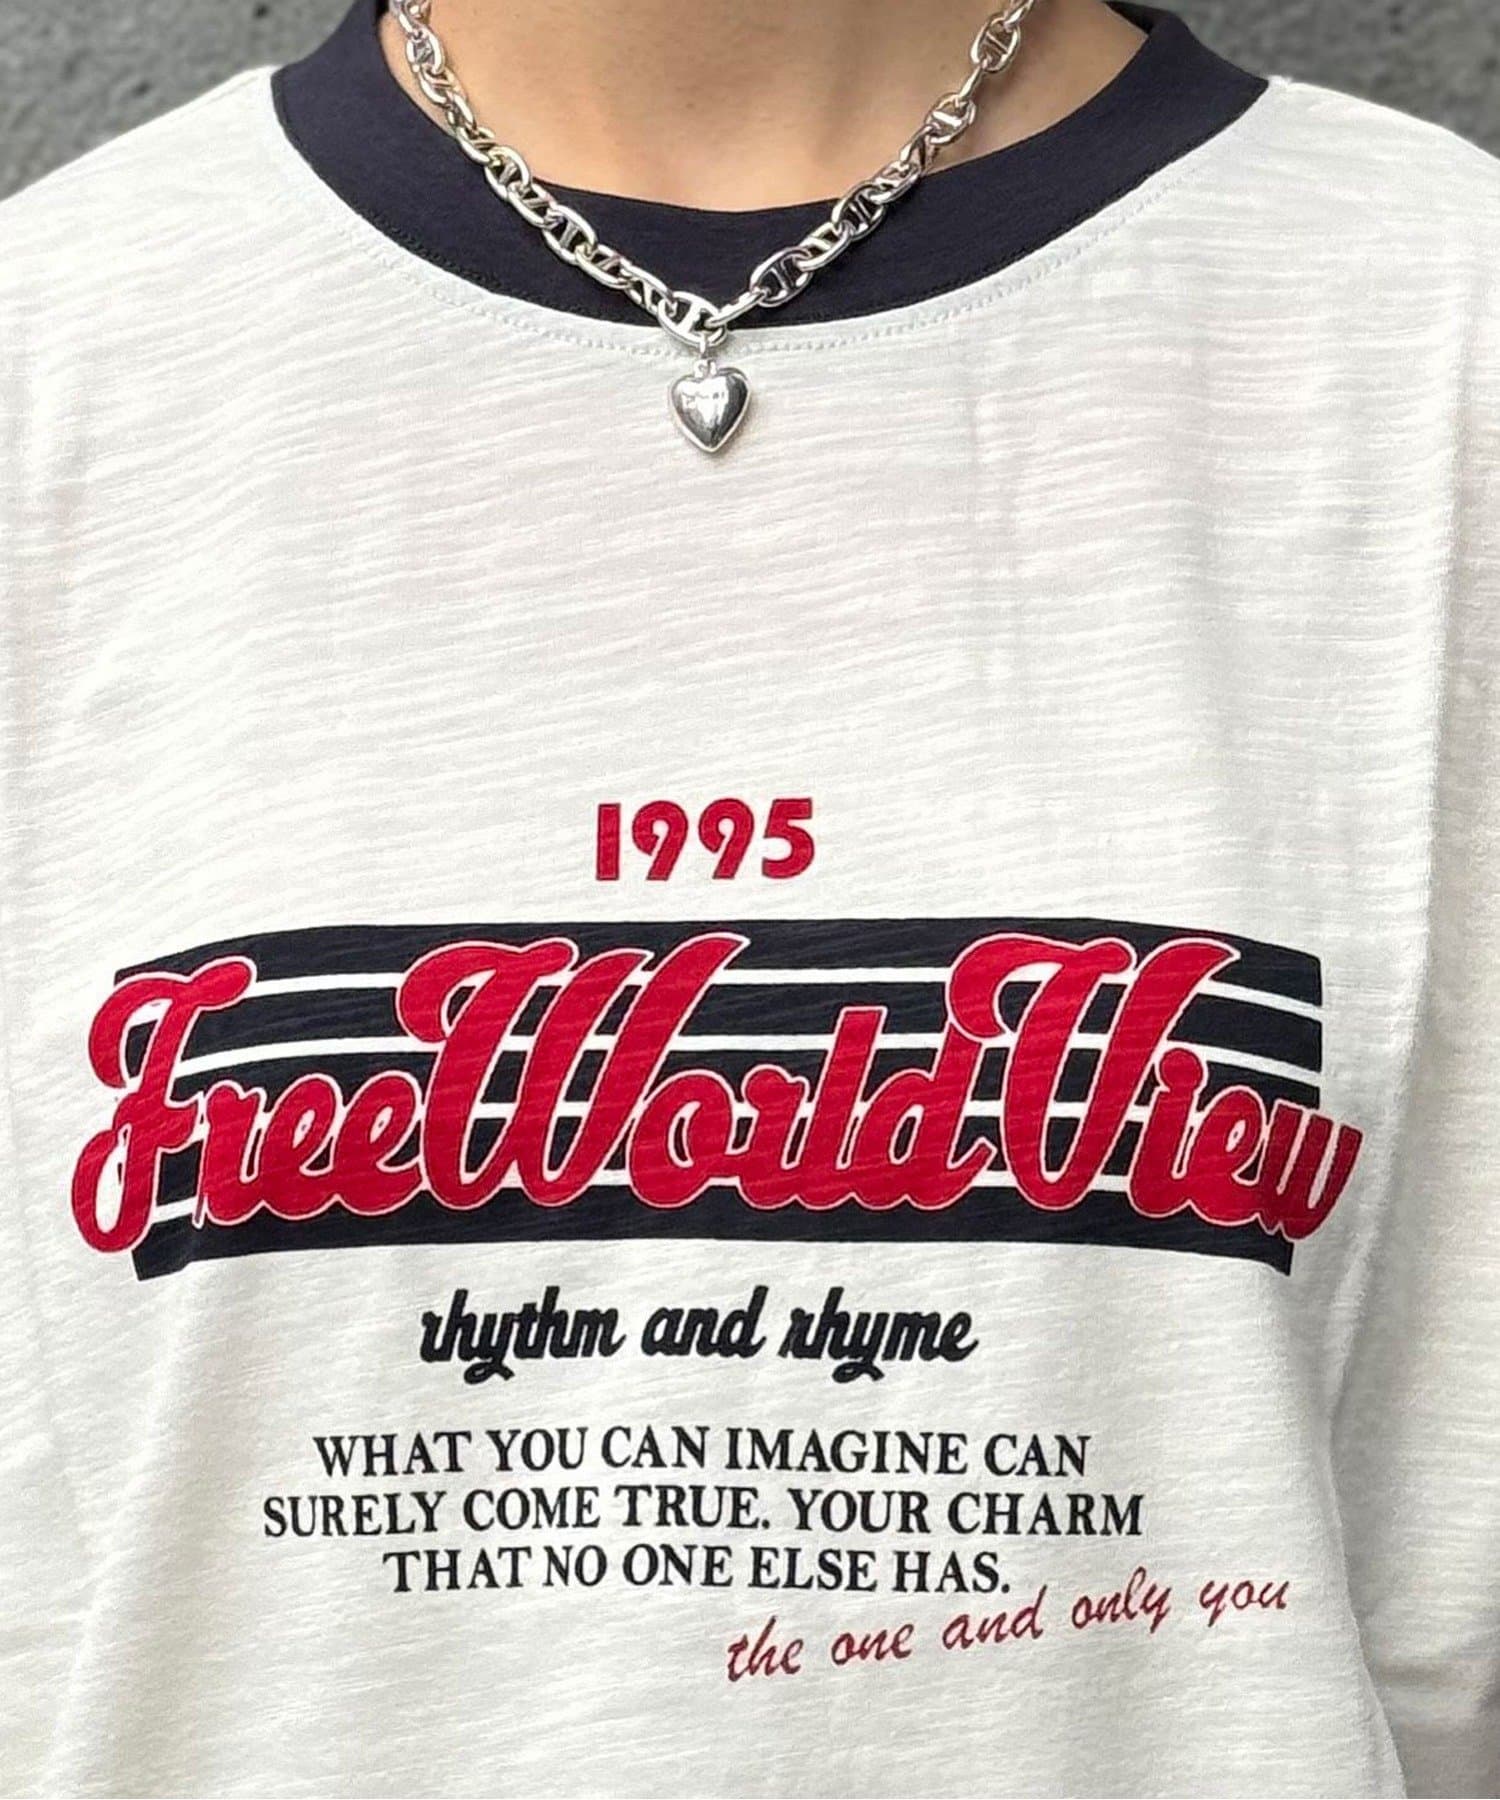 1995
FreeWorldView
rhythm and rhyme
WHAT YOU CAN IMAGINE CAN
SURELY COME TRUE. YOUR CHARM
THAT NO ONE ELSE HAS.
the one and only you